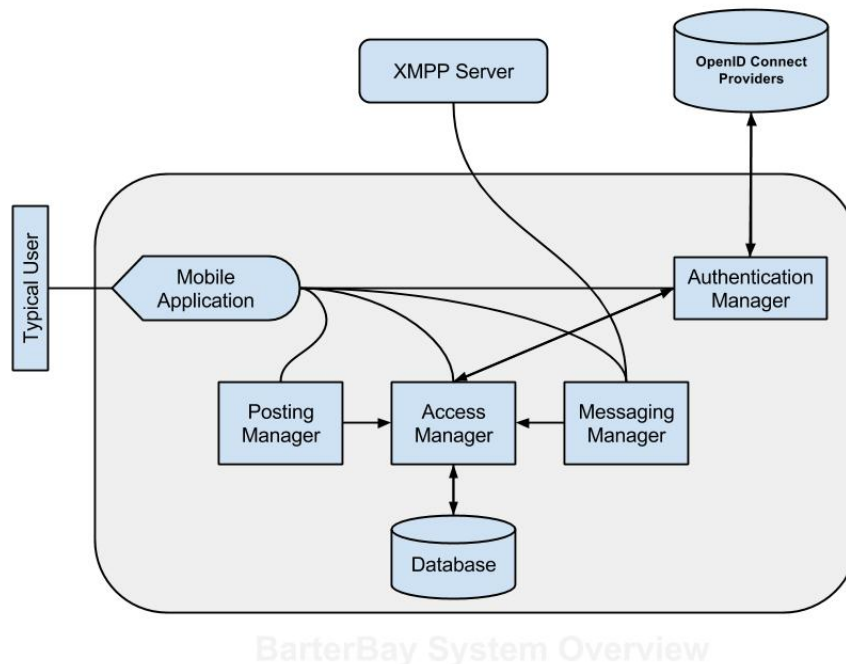 XMPP Server
OpenID Connect
Providers
Typical User
Mobile
Application
Authentication
Manager
Posting
Manager
Access
Manager
Messaging
Manager
Database
BarterBay System Overview